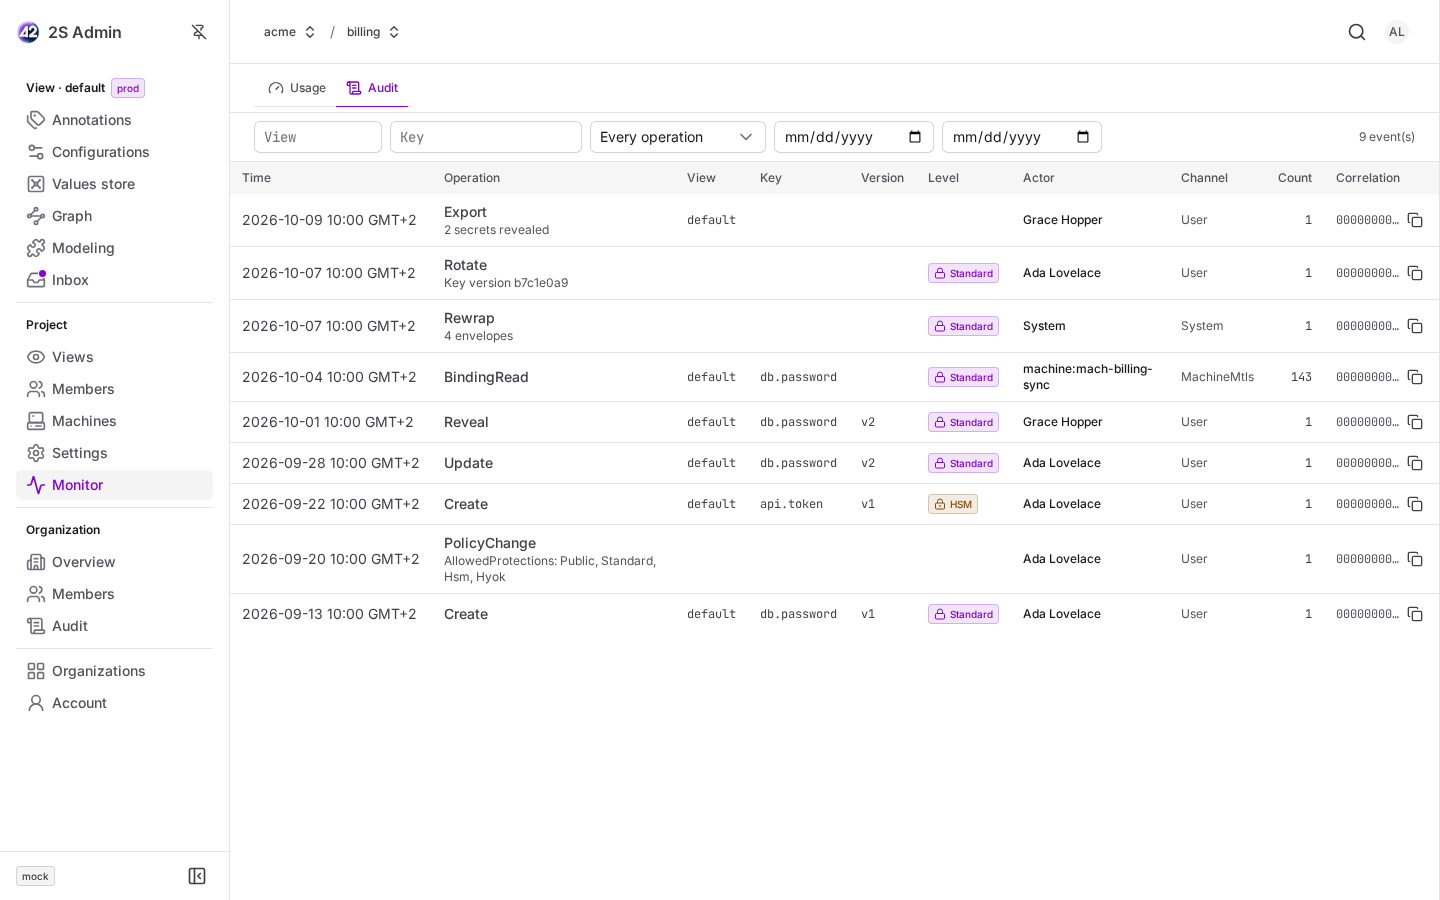 42 2S Admin
acme / billing
AL
View · default prod
Annotations
Configurations
Values store
Graph
Modeling
Inbox
Project
Views
Members
Machines
Settings
Monitor
Organization
Overview
Members
Audit
Organizations
Account
mock
Usage Audit
View Key Every operation mm/dd/yyyy mm/dd/yyyy 9 event(s)
Time Operation View Key Version Level Actor Channel Count Correlation
2026-10-09 10:00 GMT+2 Export default Grace Hopper User 1 00000000…
2 secrets revealed
2026-10-07 10:00 GMT+2 Rotate Standard Ada Lovelace User 1 00000000…
Key version b7c1e0a9
2026-10-07 10:00 GMT+2 Rewrap Standard System System 1 00000000…
4 envelopes
2026-10-04 10:00 GMT+2 BindingRead default db.password Standard machine:mach-billing- MachineMtls 143 00000000…
sync
2026-10-01 10:00 GMT+2 Reveal default db.password v2 Standard Grace Hopper User 1 00000000…
2026-09-28 10:00 GMT+2 Update default db.password v2 Standard Ada Lovelace User 1 00000000…
2026-09-22 10:00 GMT+2 Create default api.token v1 HSM Ada Lovelace User 1 00000000…
2026-09-20 10:00 GMT+2 PolicyChange Ada Lovelace User 1 00000000…
AllowedProtections: Public, Standard,
Hsm, Hyok
2026-09-13 10:00 GMT+2 Create default db.password v1 Standard Ada Lovelace User 1 00000000…